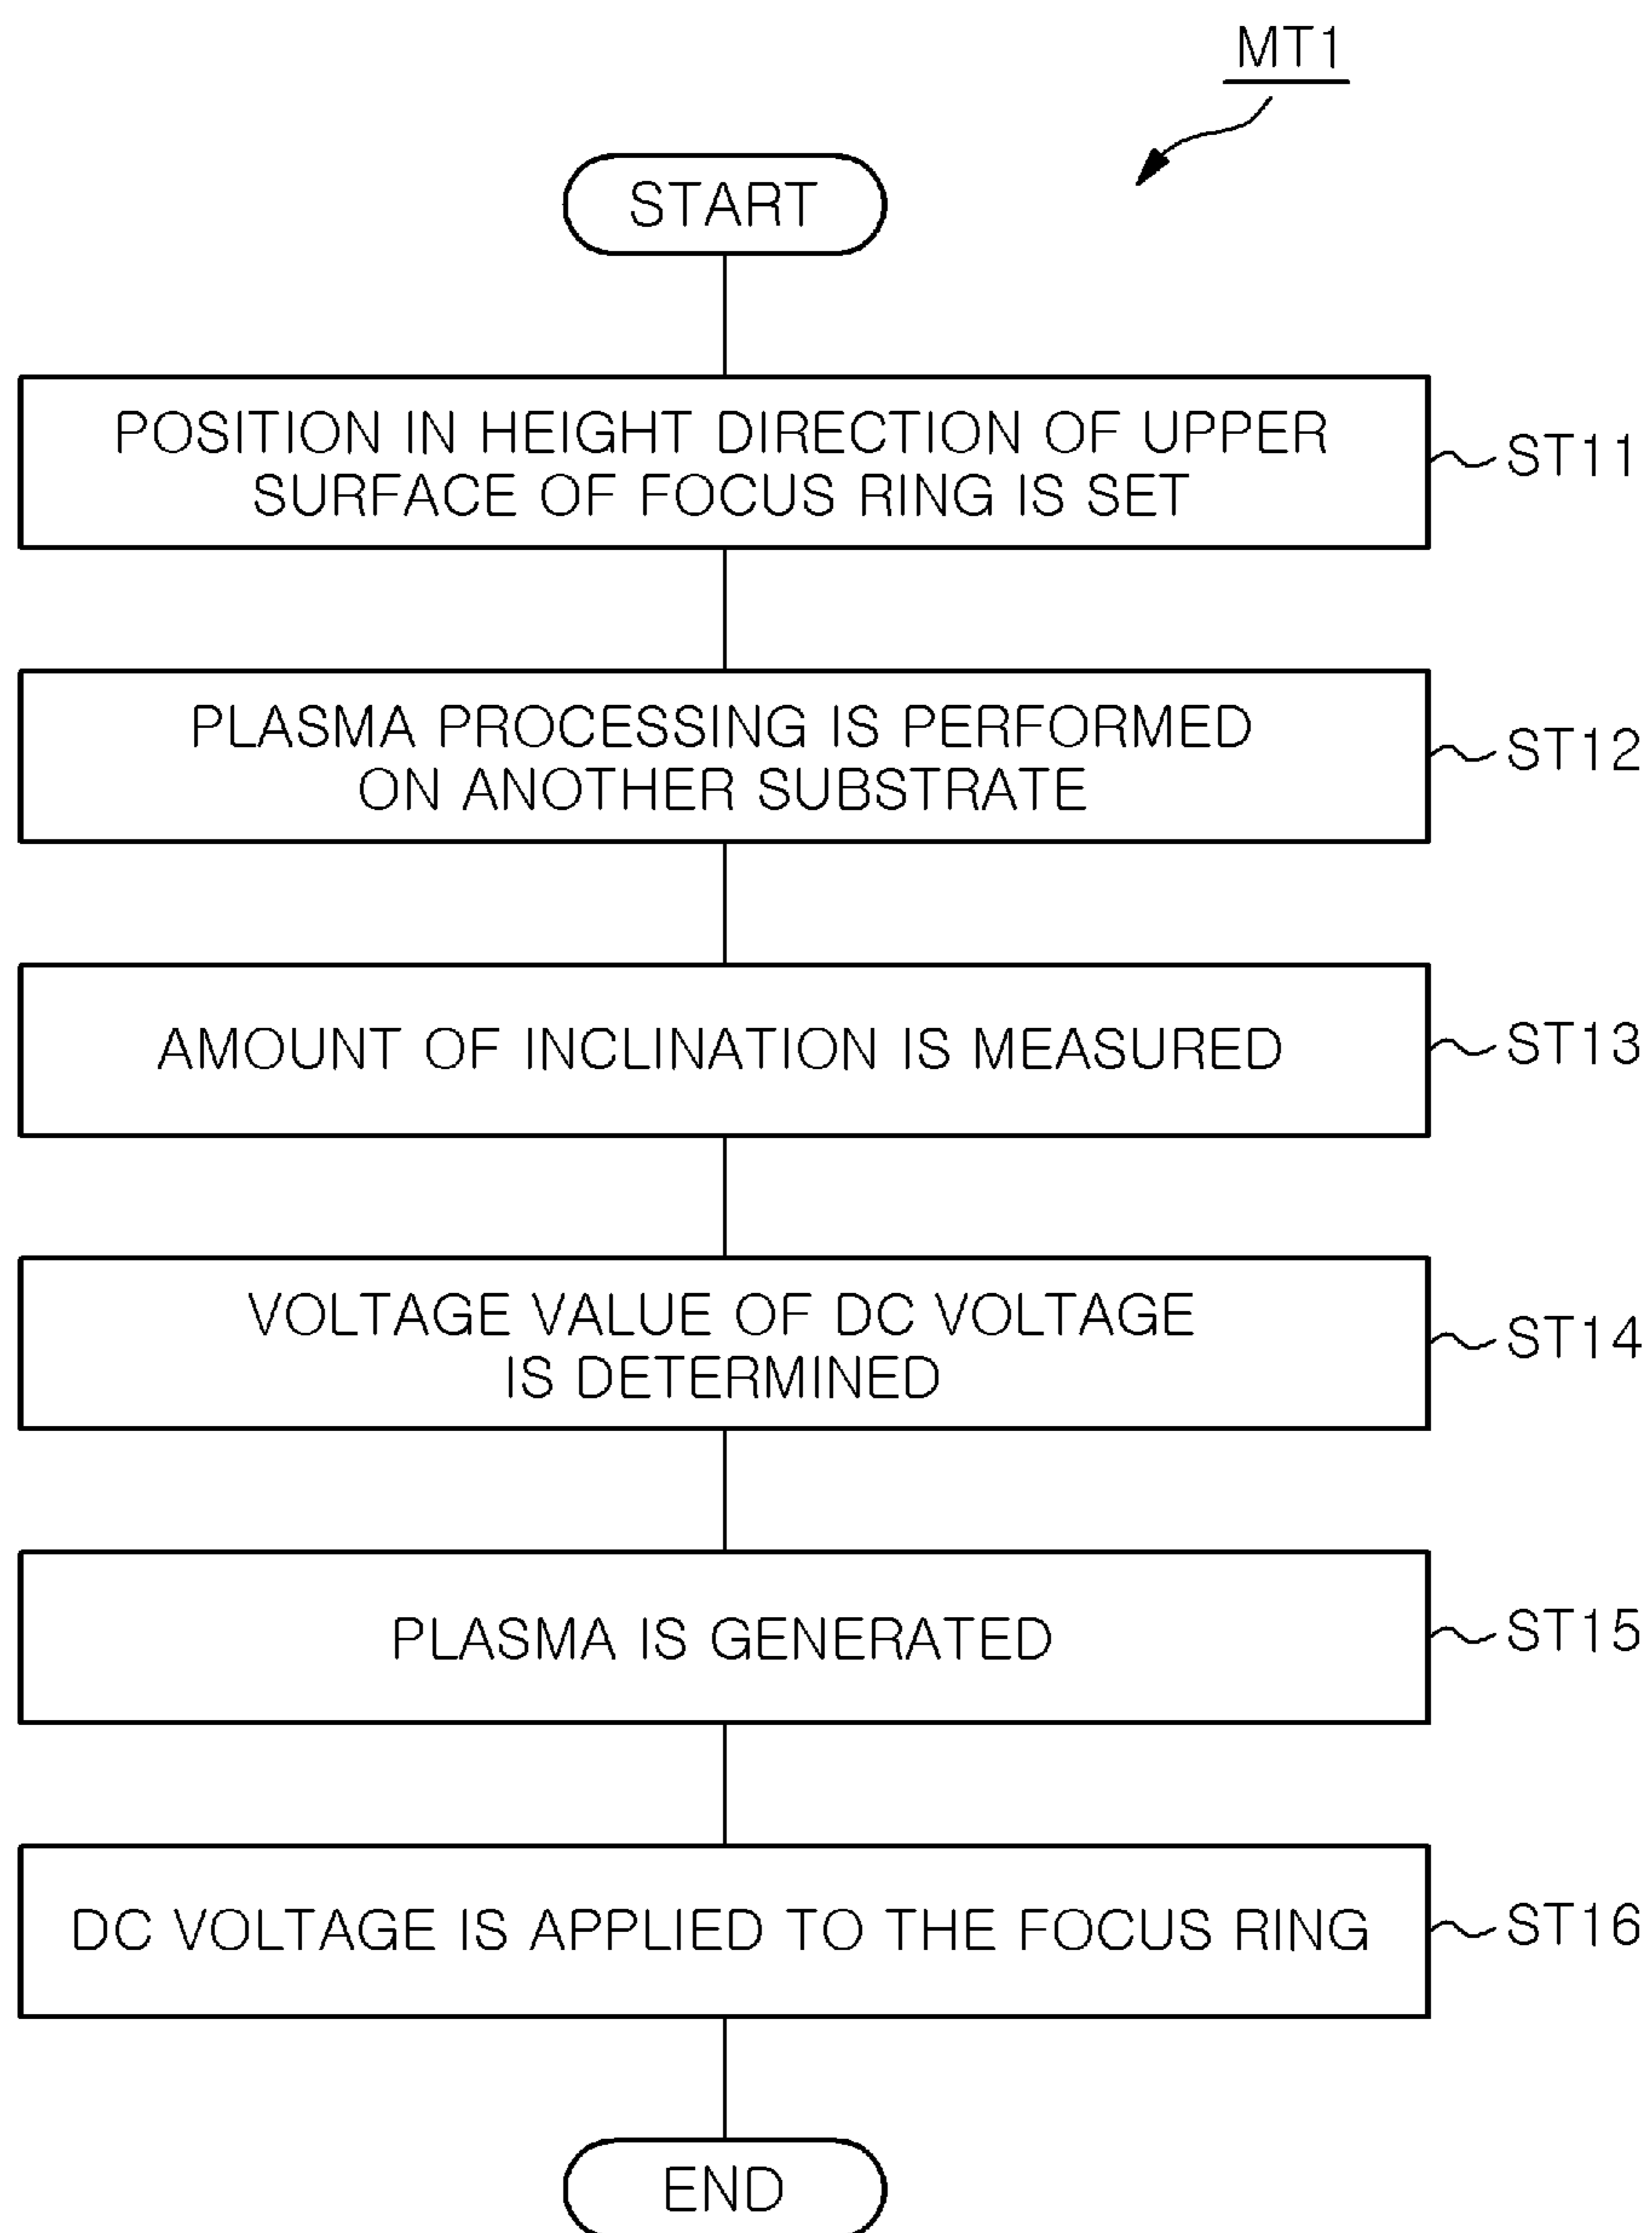 MT1
START
POSITION IN HEIGHT DIRECTION OF UPPER
SURFACE OF FOCUS RING IS SET
ST11
PLASMA PROCESSING IS PERFORMED
ON ANOTHER SUBSTRATE
ST12
AMOUNT OF INCLINATION IS MEASURED
ST13
VOLTAGE VALUE OF DC VOLTAGE
IS DETERMINED
ST14
PLASMA IS GENERATED
ST15
DC VOLTAGE IS APPLIED TO THE FOCUS RING
ST16
END